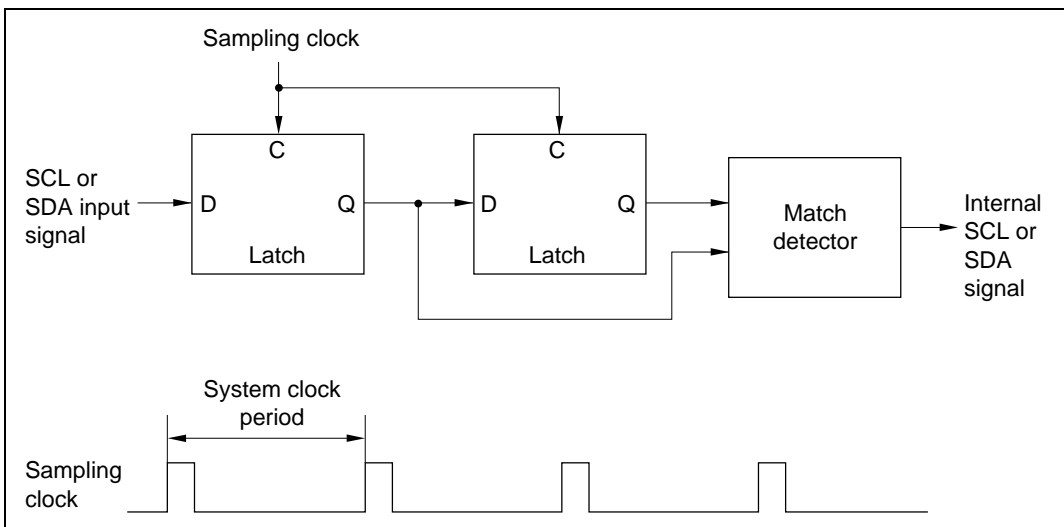 Sampling clock
C
C
SCL or
SDA input
signal
D
Q
Latch
D
Q
Latch
Match
detector
Internal
SCL or
SDA
signal
System clock
period
Sampling
clock